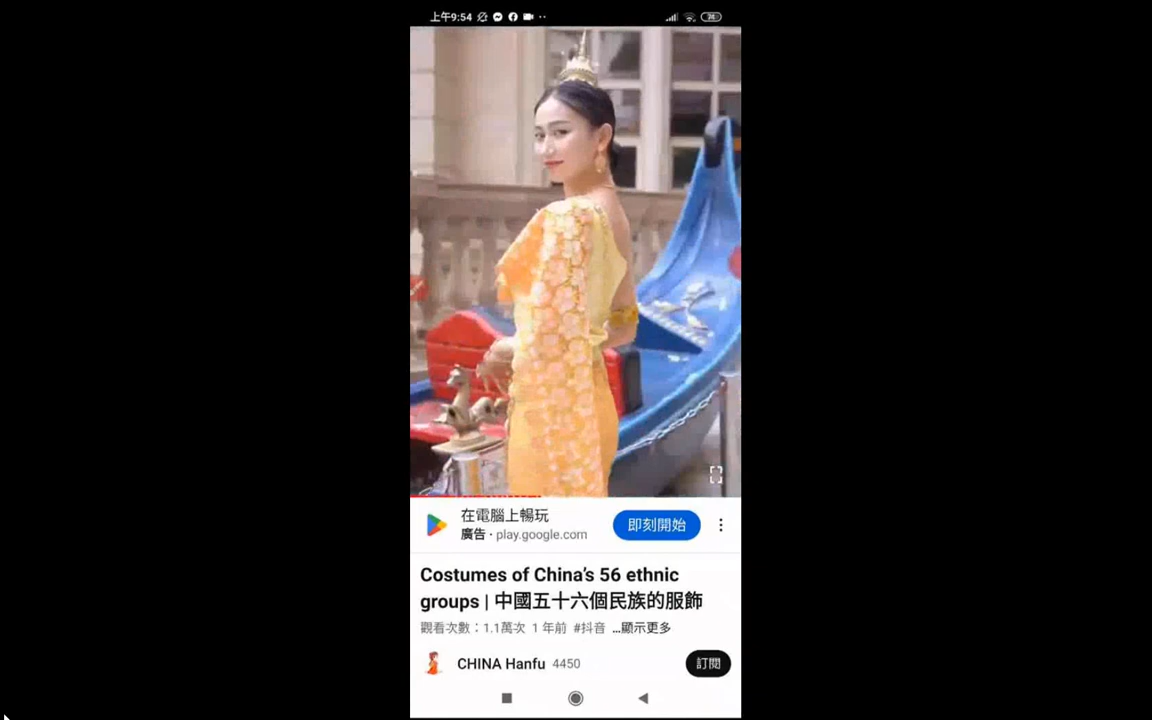 上午9:54
在電腦上暢玩
廣告 · play.google.com
即刻開始
Costumes of China's 56 ethnic
groups | 中國五十六個民族的服飾
觀看次數：1.1萬次 1 年前 #抖音 ...顯示更多
CHINA Hanfu 4450
訂閱